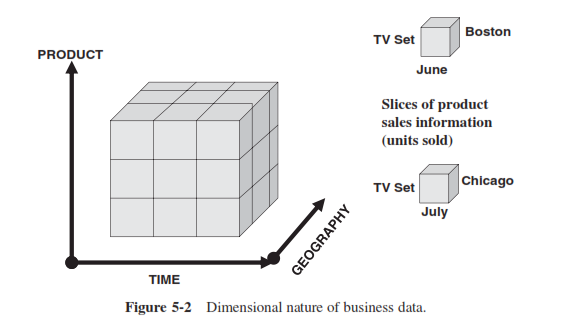 PRODUCT
TIME
GEOGRAPHY
TV Set
Boston
June
Slices of product
sales information
(units sold)
TV Set
Chicago
July
Figure 5-2 Dimensional nature of business data.